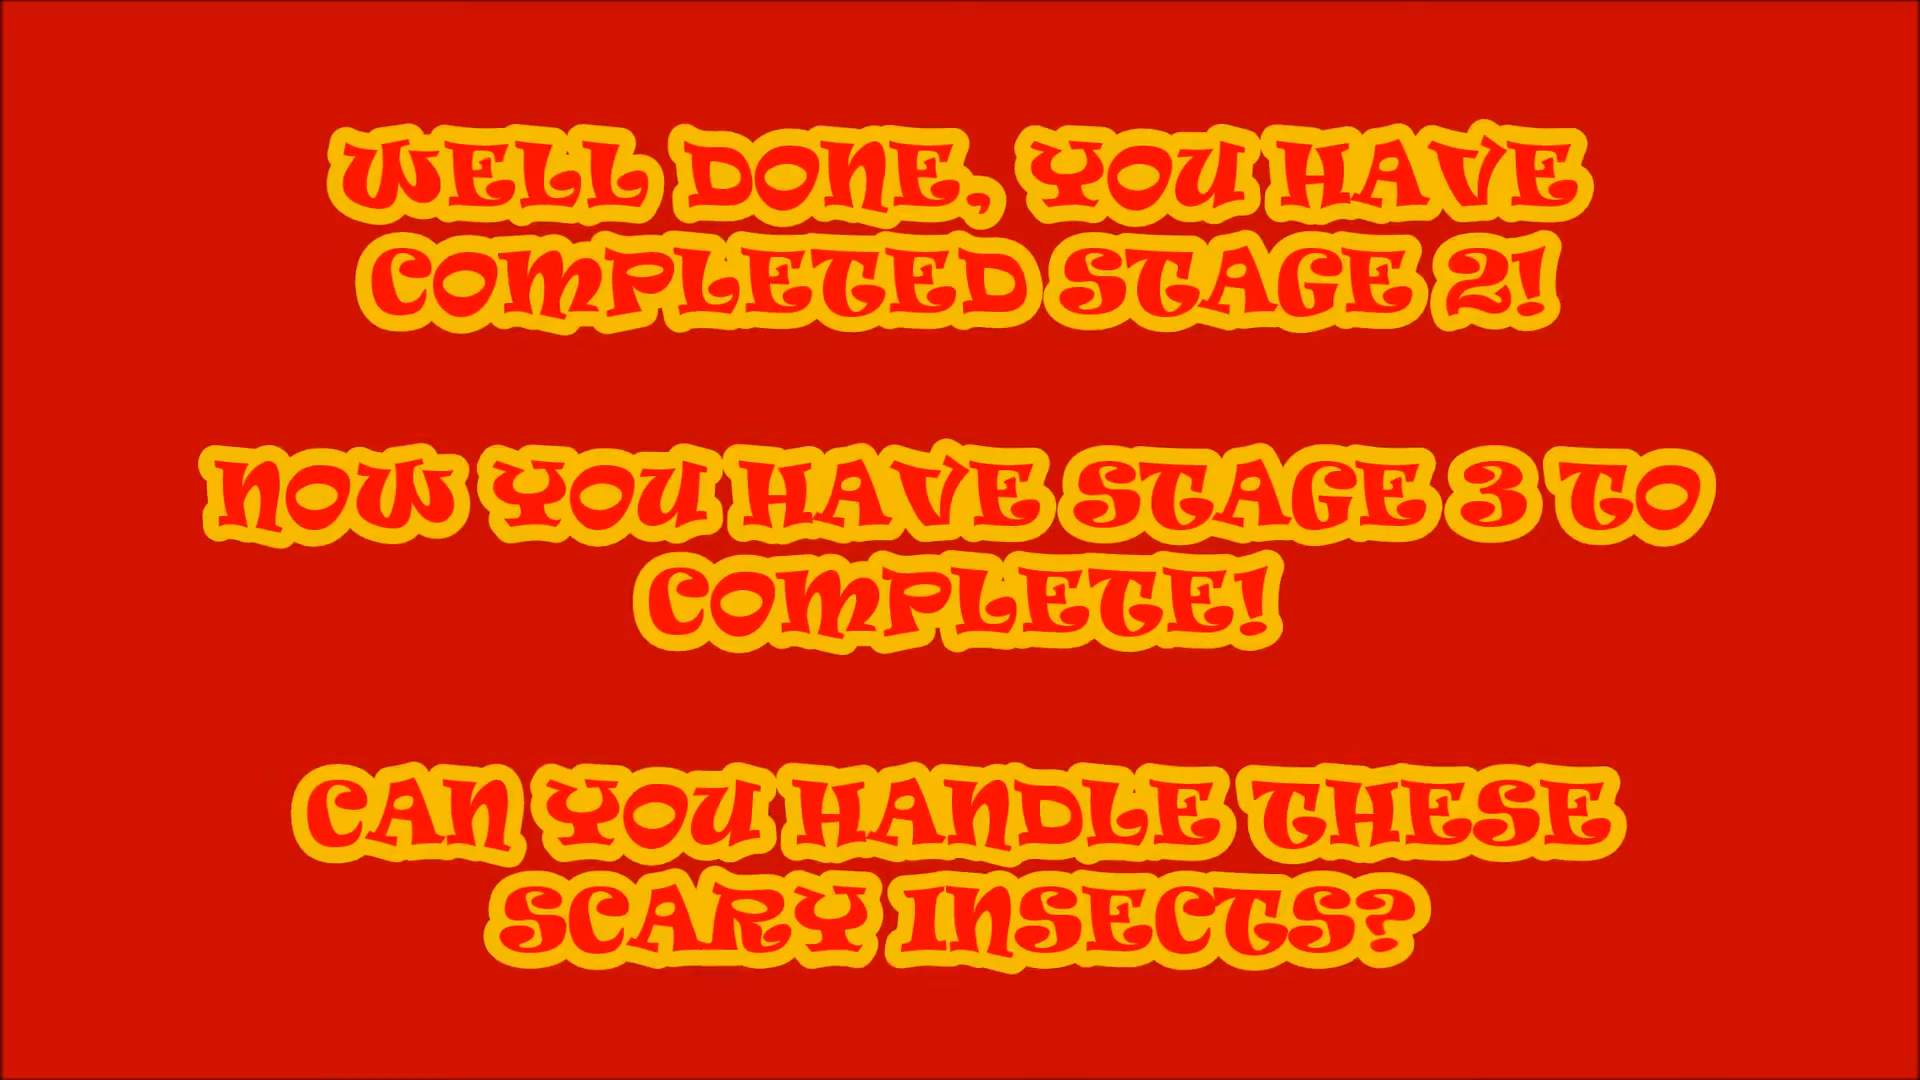 WELL DONE, YOU HAVE
COMPLETED STAGE 2!
NOW YOU HAVE STAGE 3 TO
COMPLETE!
CAN YOU HANDLE THESE
SCARY INSECTS?